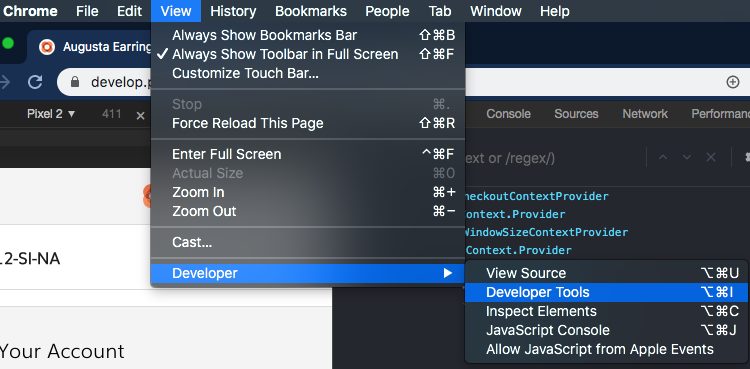 Chrome File Edit View History Bookmarks People Tab Window Help
Augusta Earring
develop.
Pixel 2 ▼ 411 ×
Always Show Bookmarks Bar ⇧⌘B
✓ Always Show Toolbar in Full Screen ⇧⌘F
Customize Touch Bar...
Stop ⌘.
Force Reload This Page ⇧⌘R
Enter Full Screen ^⌘F
Actual Size ⌘0
Zoom In ⌘+
Zoom Out ⌘−
Cast...
Developer ▶
View Source ⌥⌘U
Developer Tools ⌥⌘I
Inspect Elements ⌥⌘C
JavaScript Console ⌥⌘J
Allow JavaScript from Apple Events
Console Sources Network Performan
ext or /regex/)
heckoutContextProvider
ontext.Provider
WindowSizeContextProvider
Context.Provider
2-SI-NA
Your Account